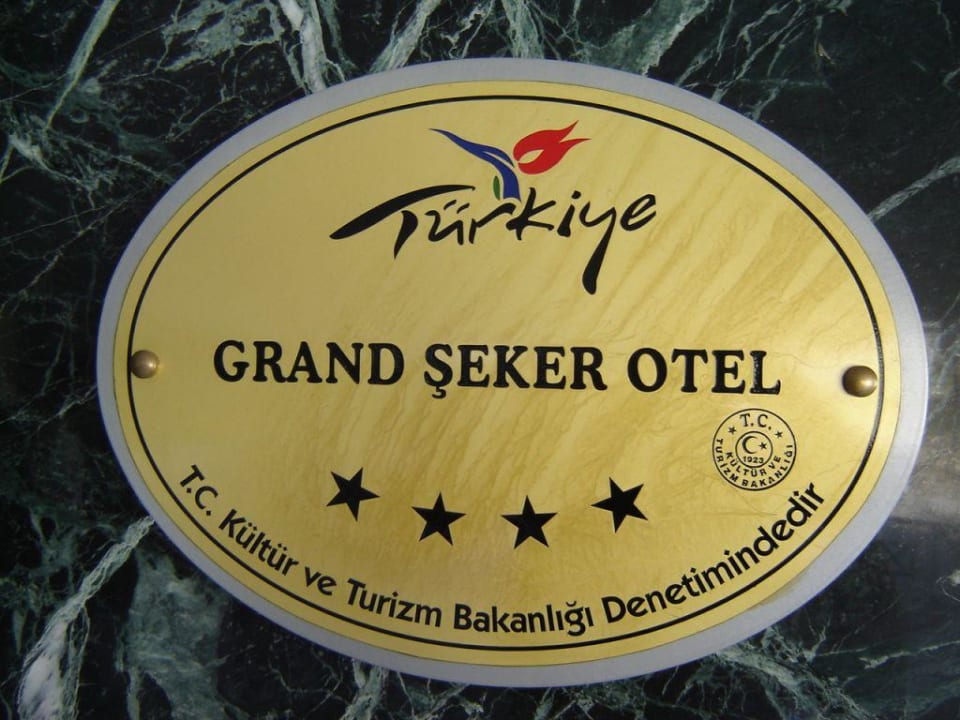 Türkiye
GRAND ŞEKER OTEL
T.C.
1923
KÜLTÜR VE
TURİZM BAKANLIĞI
T.C. Kültür ve Turizm Bakanlığı Denetimindedir